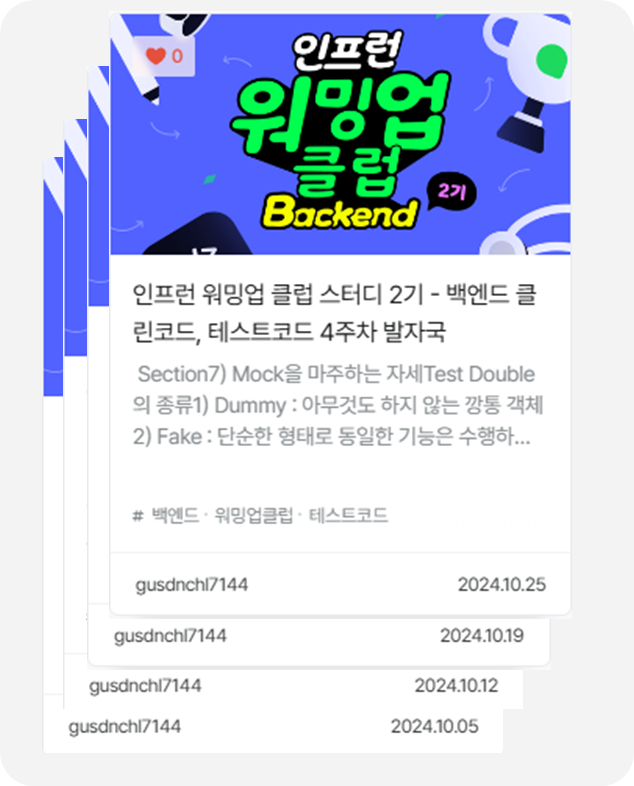 0
인프런
워밍업
클럽
2기
Backend
인프런 워밍업 클럽 스터디 2기 - 백엔드 클
린코드, 테스트코드 4주차 발자국
Section7) Mock을 마주하는 자세Test Double
의 종류1) Dummy : 아무것도 하지 않는 깡통 객체
2) Fake : 단순한 형태로 동일한 기능은 수행하...
# 백엔드 · 워밍업클럽 · 테스트코드
gusdnchl7144 2024.10.25
gusdnchl7144 2024.10.19
gusdnchl7144 2024.10.12
gusdnchl7144 2024.10.05